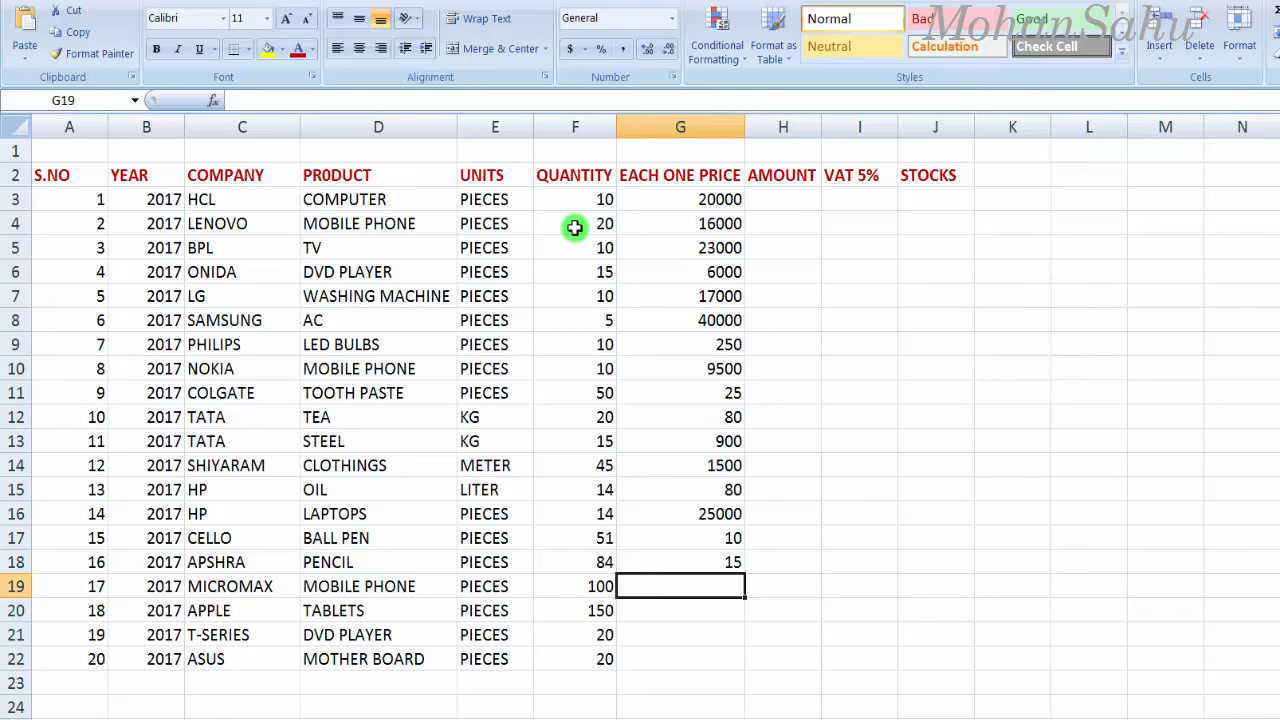 Cut
Copy
Format Painter
Paste
Calibri 11
B I U A
Wrap Text
Merge & Center
General
$ % ,
Conditional Formatting
Format as Table
Normal Bad Good
Neutral Calculation Check Cell
Insert Delete Format
MohanSahu
Clipboard Font Alignment Number Styles Cells
G19 fx
A B C D E F G H I J K L M N
1
2 S.NO YEAR COMPANY PR0DUCT UNITS QUANTITY EACH ONE PRICE AMOUNT VAT 5% STOCKS
3 1 2017 HCL COMPUTER PIECES 10 20000
4 2 2017 LENOVO MOBILE PHONE PIECES 20 16000
5 3 2017 BPL TV PIECES 10 23000
6 4 2017 ONIDA DVD PLAYER PIECES 15 6000
7 5 2017 LG WASHING MACHINE PIECES 10 17000
8 6 2017 SAMSUNG AC PIECES 5 40000
9 7 2017 PHILIPS LED BULBS PIECES 10 250
10 8 2017 NOKIA MOBILE PHONE PIECES 10 9500
11 9 2017 COLGATE TOOTH PASTE PIECES 50 25
12 10 2017 TATA TEA KG 20 80
13 11 2017 TATA STEEL KG 15 900
14 12 2017 SHIYARAM CLOTHINGS METER 45 1500
15 13 2017 HP OIL LITER 14 80
16 14 2017 HP LAPTOPS PIECES 14 25000
17 15 2017 CELLO BALL PEN PIECES 51 10
18 16 2017 APSHRA PENCIL PIECES 84 15
19 17 2017 MICROMAX MOBILE PHONE PIECES 100
20 18 2017 APPLE TABLETS PIECES 150
21 19 2017 T-SERIES DVD PLAYER PIECES 20
22 20 2017 ASUS MOTHER BOARD PIECES 20
23
24